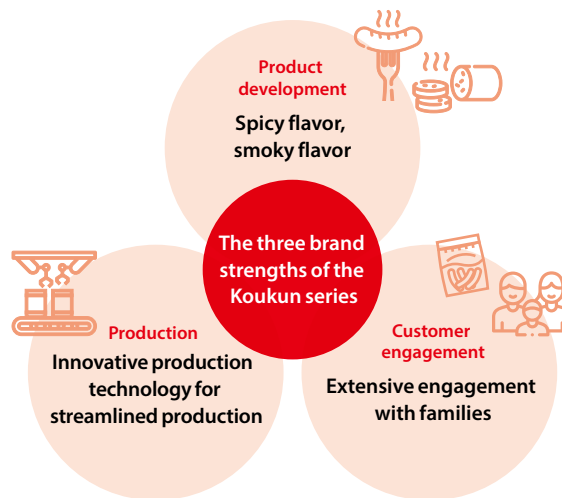 Product
development
Spicy flavor,
smoky flavor
The three brand
strengths of the
Koukun series
Production
Innovative production
technology for
streamlined production
Customer
engagement
Extensive engagement
with families